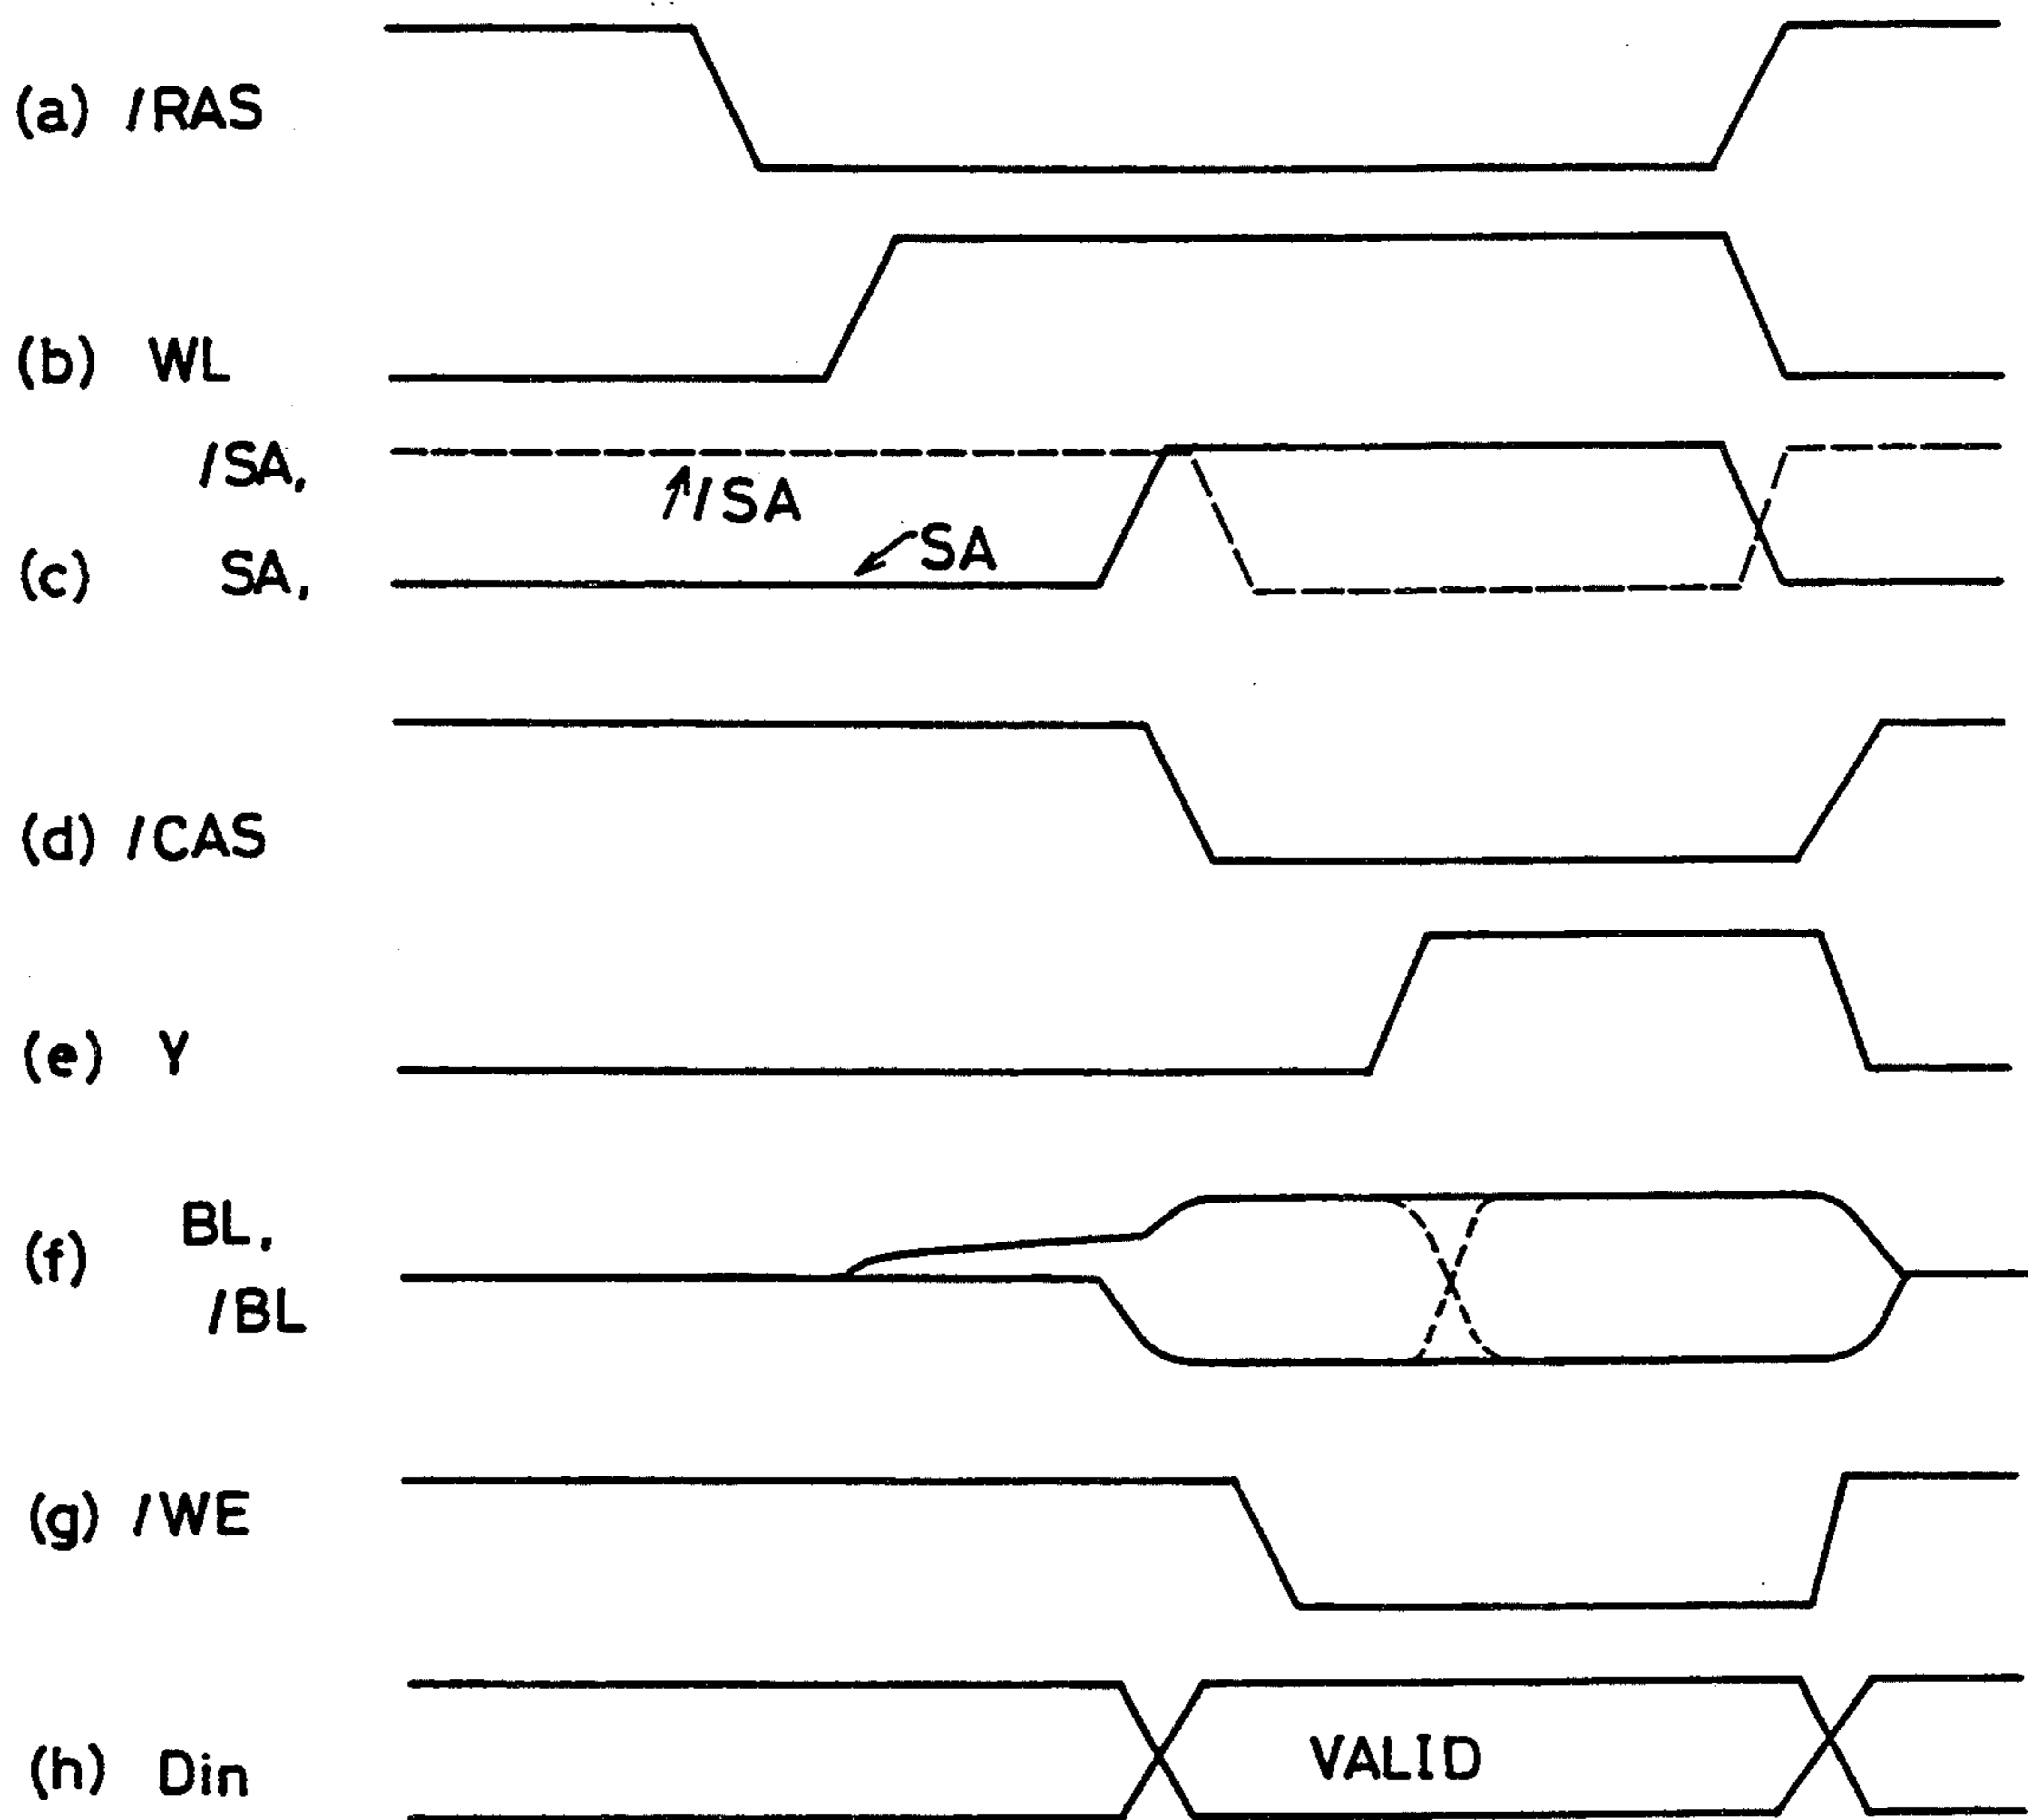 (a) /RAS
(b) WL
/SA,
/SA
SA
(c) SA,
(d) /CAS
(e) Y
BL,
(f)
/BL
(g) /WE
(h) Din
VALID